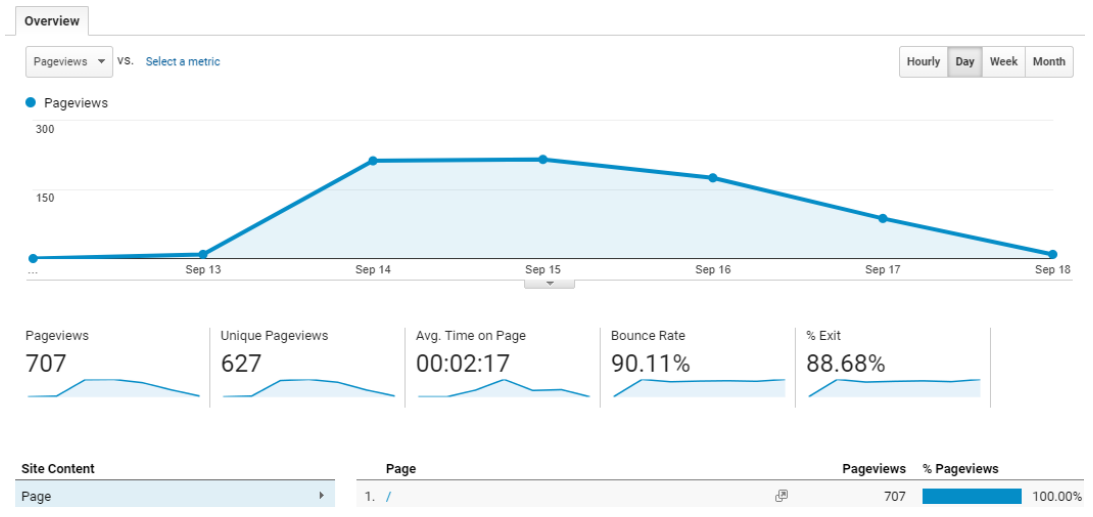 Overview
Pageviews VS. Select a metric Hourly Day Week Month
Pageviews
300
150
... Sep 13 Sep 14 Sep 15 Sep 16 Sep 17 Sep 18
Pageviews Unique Pageviews Avg. Time on Page Bounce Rate % Exit
707 627 00:02:17 90.11% 88.68%
Site Content Page Pageviews % Pageviews
Page 1. / 707 100.00%